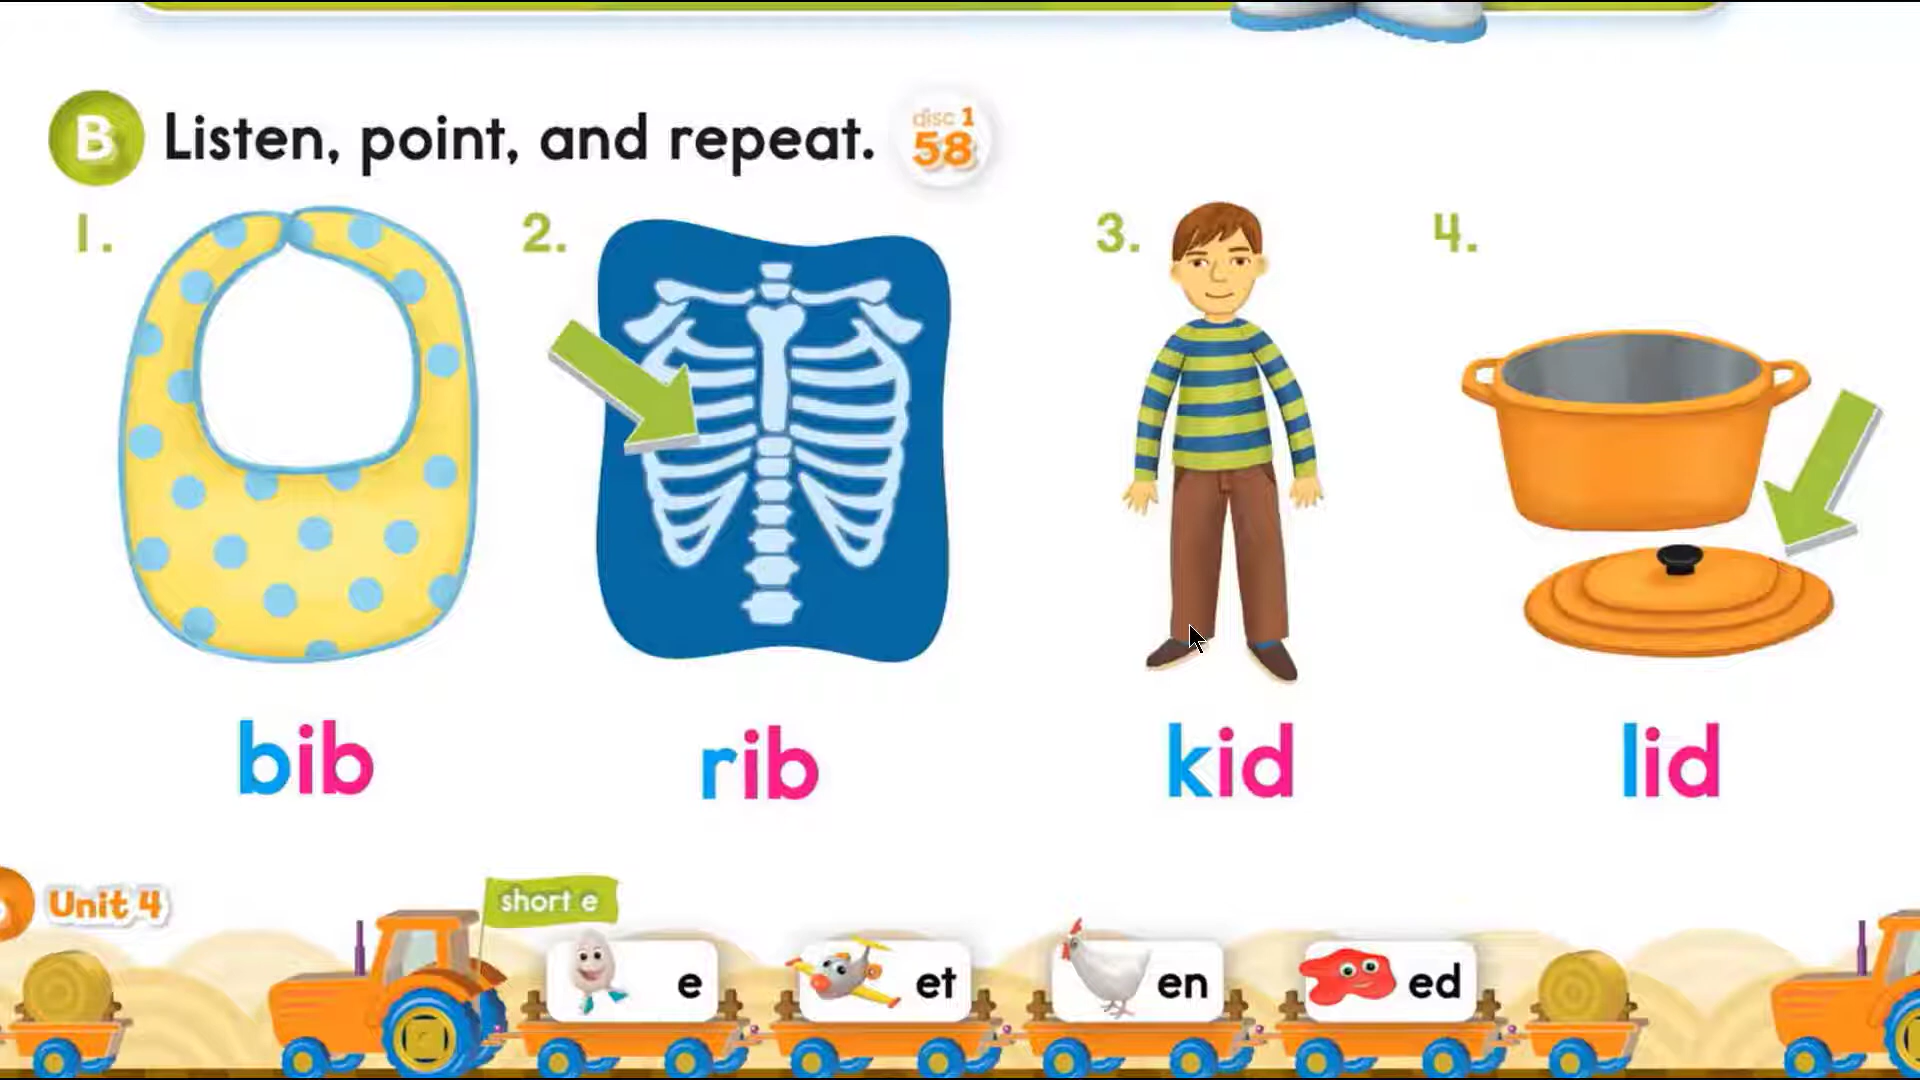 B Listen, point, and repeat. disc 1 58
1. 2. 3. 4.
bib rib kid lid
Unit 4
short e
e et en ed